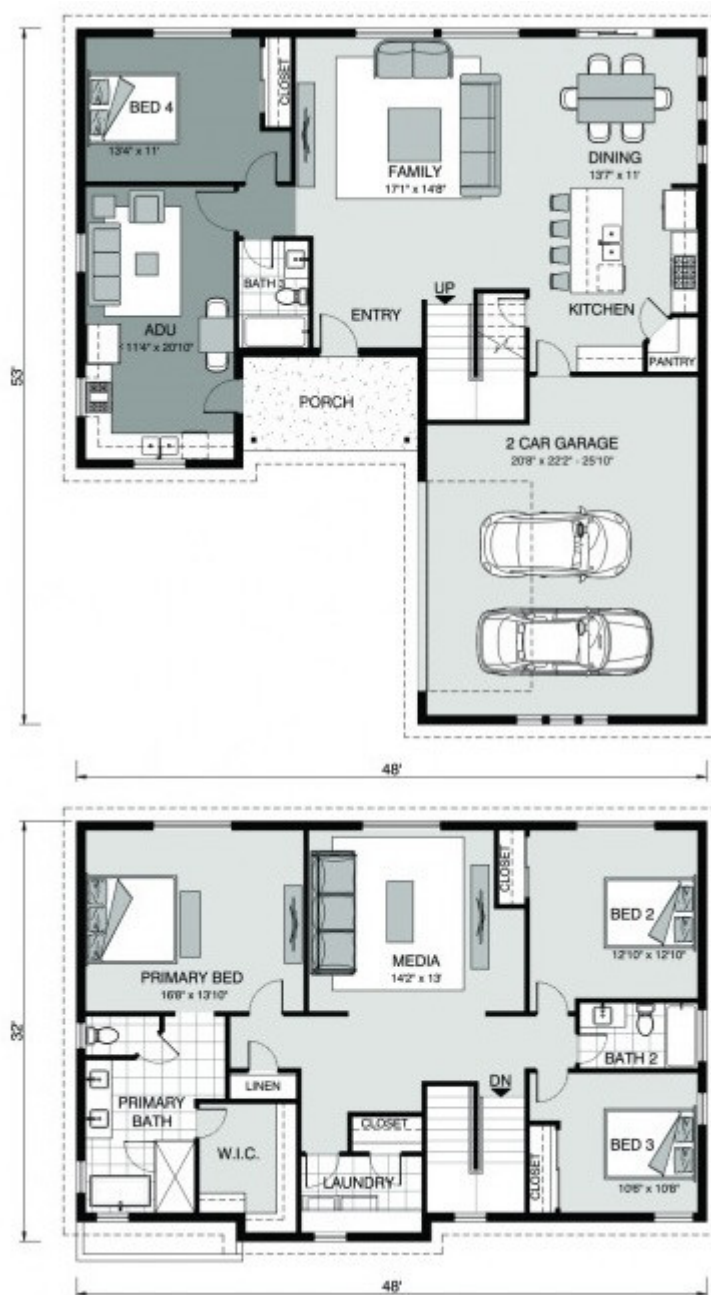 BED 4
13'4" x 11'
CLOSET
FAMILY
17'1" x 14'8"
DINING
13'7" x 11'
BATH 3
ADU
11'4" x 20'10"
ENTRY
UP
KITCHEN
PANTRY
PORCH
2 CAR GARAGE
20'8" x 22'2" - 25'10"
53'
48'
PRIMARY BED
16'8" x 13'10"
MEDIA
14'2" x 13'
CLOSET
BED 2
12'10" x 12'10"
BATH 2
LINEN
DN
PRIMARY
BATH
W.I.C.
CLOSET
LAUNDRY
CLOSET
BED 3
10'8" x 10'8"
32'
48'